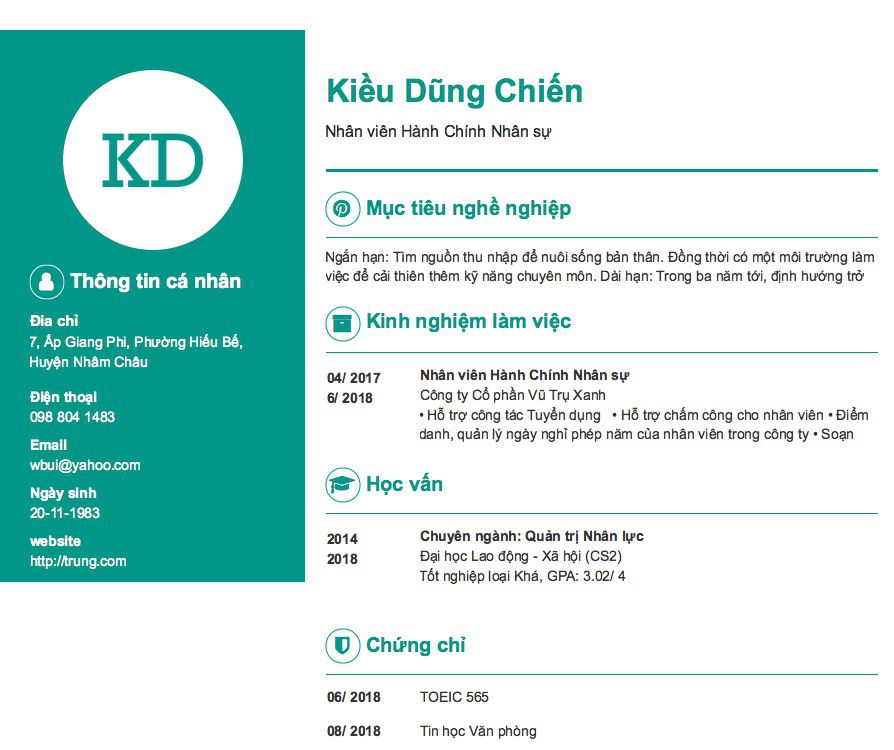 KD
Thông tin cá nhân
Địa chỉ
7, Ấp Giang Phi, Phường Hiếu Bế,
Huyện Nhâm Châu
Điện thoại
098 804 1483
Email
wbui@yahoo.com
Ngày sinh
20-11-1983
website
http://trung.com
Kiều Dũng Chiến
Nhân viên Hành Chính Nhân sự
Mục tiêu nghề nghiệp
Ngắn hạn: Tìm nguồn thu nhập để nuôi sống bản thân. Đồng thời có một môi trường làm
việc để cải thiên thêm kỹ năng chuyên môn. Dài hạn: Trong ba năm tới, định hướng trở
Kinh nghiệm làm việc
04/ 2017
6/ 2018
Nhân viên Hành Chính Nhân sự
Công ty Cổ phần Vũ Trụ Xanh
• Hỗ trợ công tác Tuyển dụng • Hỗ trợ chấm công cho nhân viên • Điểm
danh, quản lý ngày nghỉ phép năm của nhân viên trong công ty • Soạn
Học vấn
2014
2018
Chuyên ngành: Quản trị Nhân lực
Đại học Lao động - Xã hội (CS2)
Tốt nghiệp loại Khá, GPA: 3.02/ 4
Chứng chỉ
06/ 2018 TOEIC 565
08/ 2018 Tin học Văn phòng